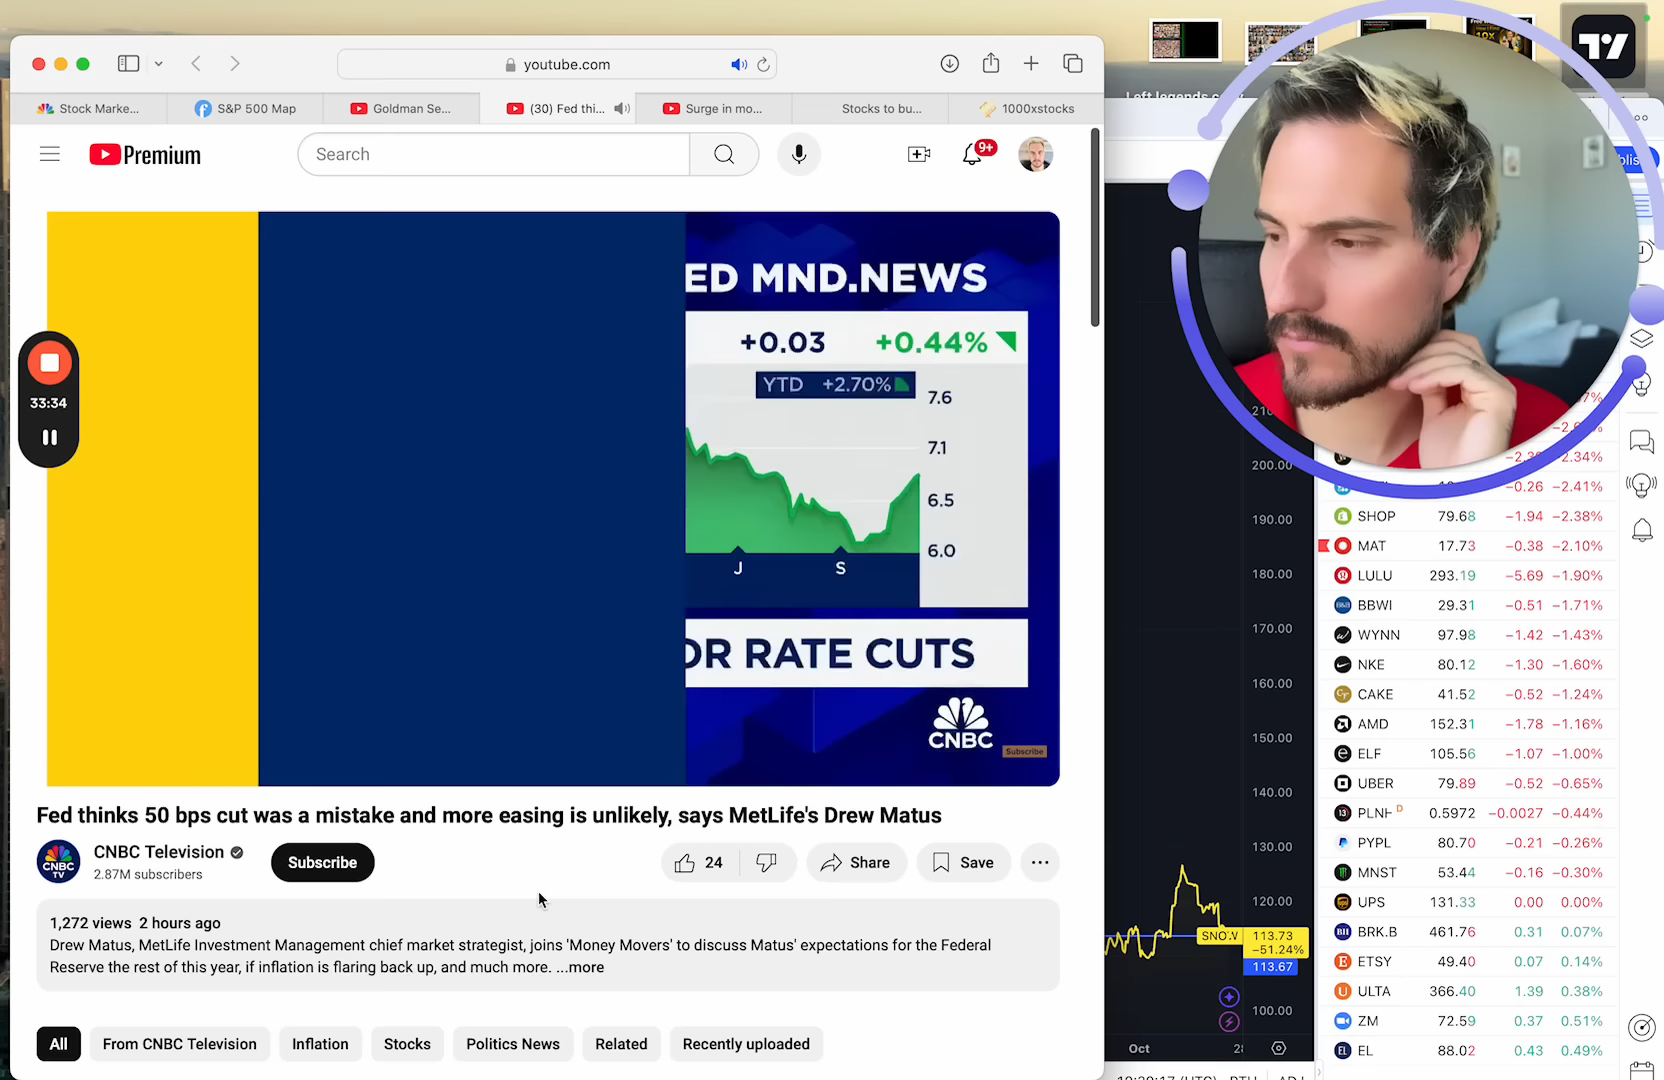 Left legends c
youtube.com
Stock Marke...
S&P 500 Map
Goldman Se...
(30) Fed thi...
Surge in mo...
Stocks to bu...
1000xstocks
Premium
Search
9+
ED MND.NEWS
+0.03 +0.44%
YTD +2.70%
7.6
7.1
6.5
6.0
J S
OR RATE CUTS
CNBC
Subscribe
33:34
Fed thinks 50 bps cut was a mistake and more easing is unlikely, says MetLife's Drew Matus
CNBC TV
CNBC Television
2.87M subscribers
Subscribe
24
Share
Save
1,272 views 2 hours ago
Drew Matus, MetLife Investment Management chief market strategist, joins 'Money Movers' to discuss Matus' expectations for the Federal
Reserve the rest of this year, if inflation is flaring back up, and much more. ...more
All
From CNBC Television
Inflation
Stocks
Politics News
Related
Recently uploaded
200.00
190.00
180.00
170.00
160.00
150.00
140.00
130.00
120.00
SNOW 113.73
−51.24%
113.67
100.00
Oct
2.34%
−0.26 −2.41%
SHOP 79.68 −1.94 −2.38%
MAT 17.73 −0.38 −2.10%
LULU 293.19 −5.69 −1.90%
BBWI 29.31 −0.51 −1.71%
WYNN 97.98 −1.42 −1.43%
NKE 80.12 −1.30 −1.60%
CAKE 41.52 −0.52 −1.24%
AMD 152.31 −1.78 −1.16%
ELF 105.56 −1.07 −1.00%
UBER 79.89 −0.52 −0.65%
PLNH D 0.5972 −0.0027 −0.44%
PYPL 80.70 −0.21 −0.26%
MNST 53.44 −0.16 −0.30%
UPS 131.33 0.00 0.00%
BRK.B 461.76 0.31 0.07%
ETSY 49.40 0.07 0.14%
ULTA 366.40 1.39 0.38%
ZM 72.59 0.37 0.51%
EL 88.02 0.43 0.49%